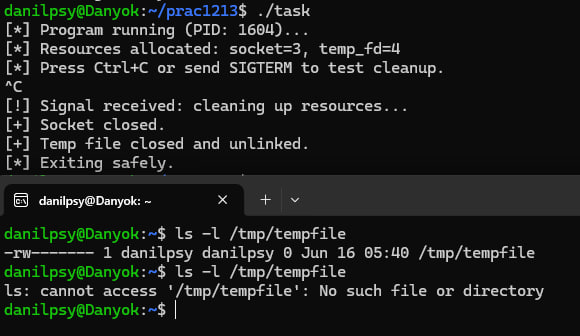 danilpsy@Danyok:~/prac1213$ ./task
[*] Program running (PID: 1604)...
[*] Resources allocated: socket=3, temp_fd=4
[*] Press Ctrl+C or send SIGTERM to test cleanup.
^C
[!] Signal received: cleaning up resources...
[+] Socket closed.
[+] Temp file closed and unlinked.
[*] Exiting safely.
danilpsy@Danyok: ~
danilpsy@Danyok:~$ ls -l /tmp/tempfile
-rw------- 1 danilpsy danilpsy 0 Jun 16 05:40 /tmp/tempfile
danilpsy@Danyok:~$ ls -l /tmp/tempfile
ls: cannot access '/tmp/tempfile': No such file or directory
danilpsy@Danyok:~$